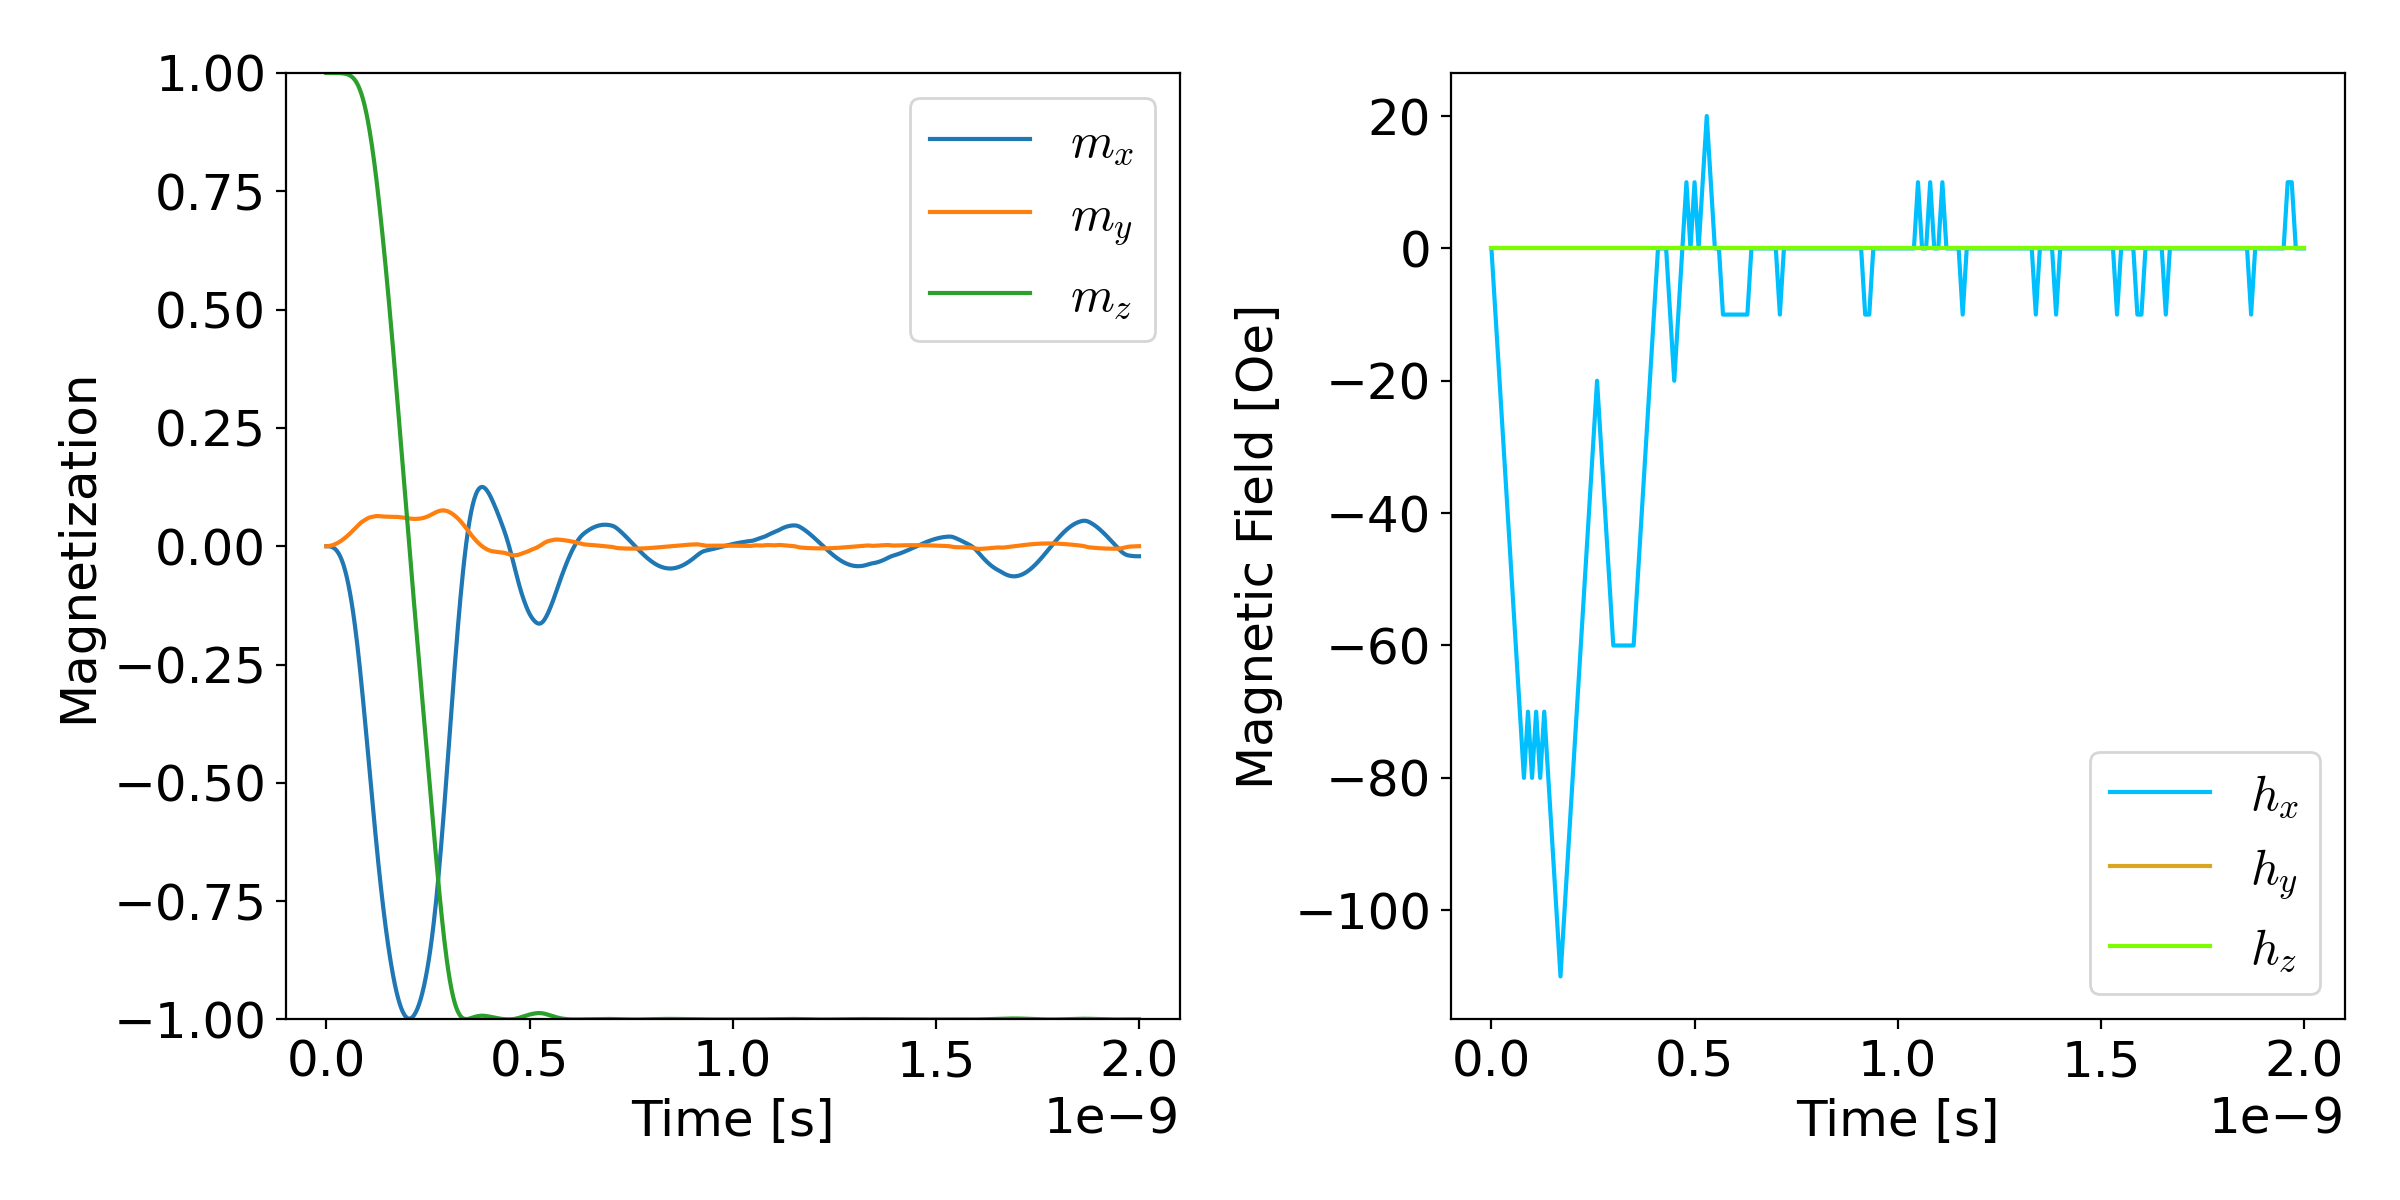 1.00
0.75
0.50
0.25
0.00
−0.25
−0.50
−0.75
−1.00
Magnetization
m_x
m_y
m_z
0.0 0.5 1.0 1.5 2.0
Time [s]
1e−9
20
0
−20
−40
−60
−80
−100
Magnetic Field [Oe]
h_x
h_y
h_z
0.0 0.5 1.0 1.5 2.0
Time [s]
1e−9